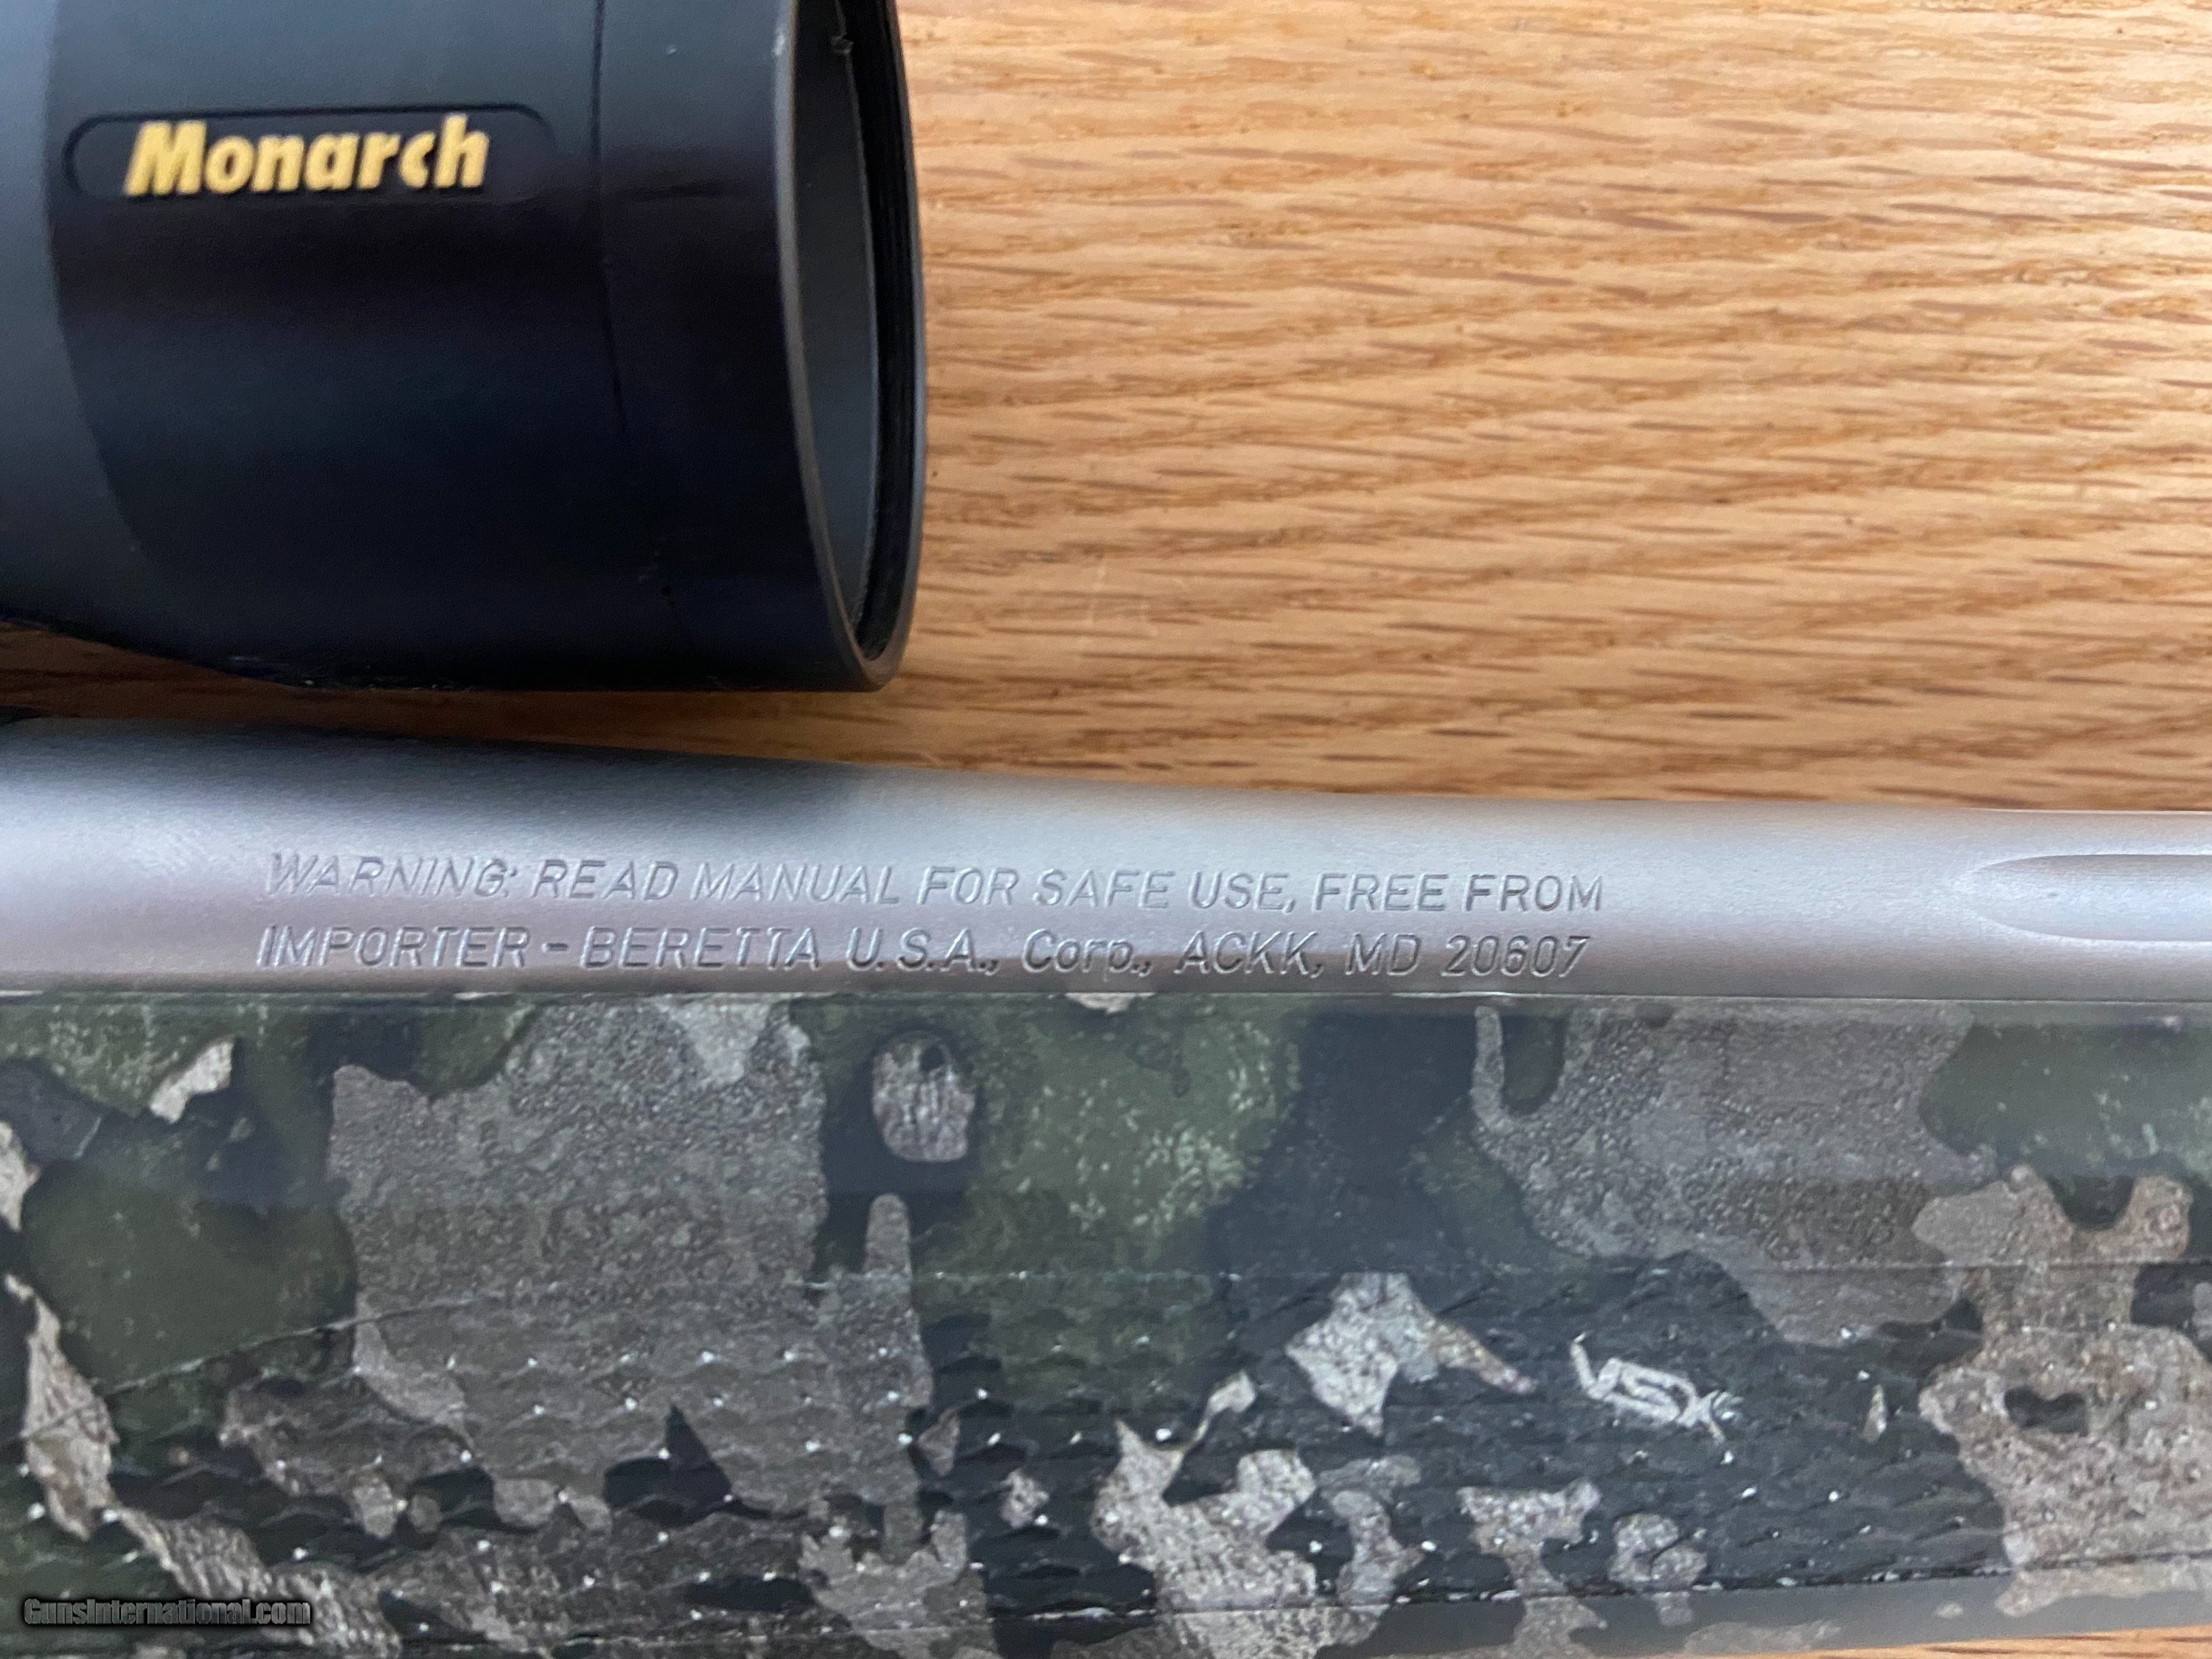 Monarch
WARNING: READ MANUAL FOR SAFE USE, FREE FROM
IMPORTER - BERETTA U.S.A., Corp., ACKK, MD 20607
VSX
GunsInternational.com